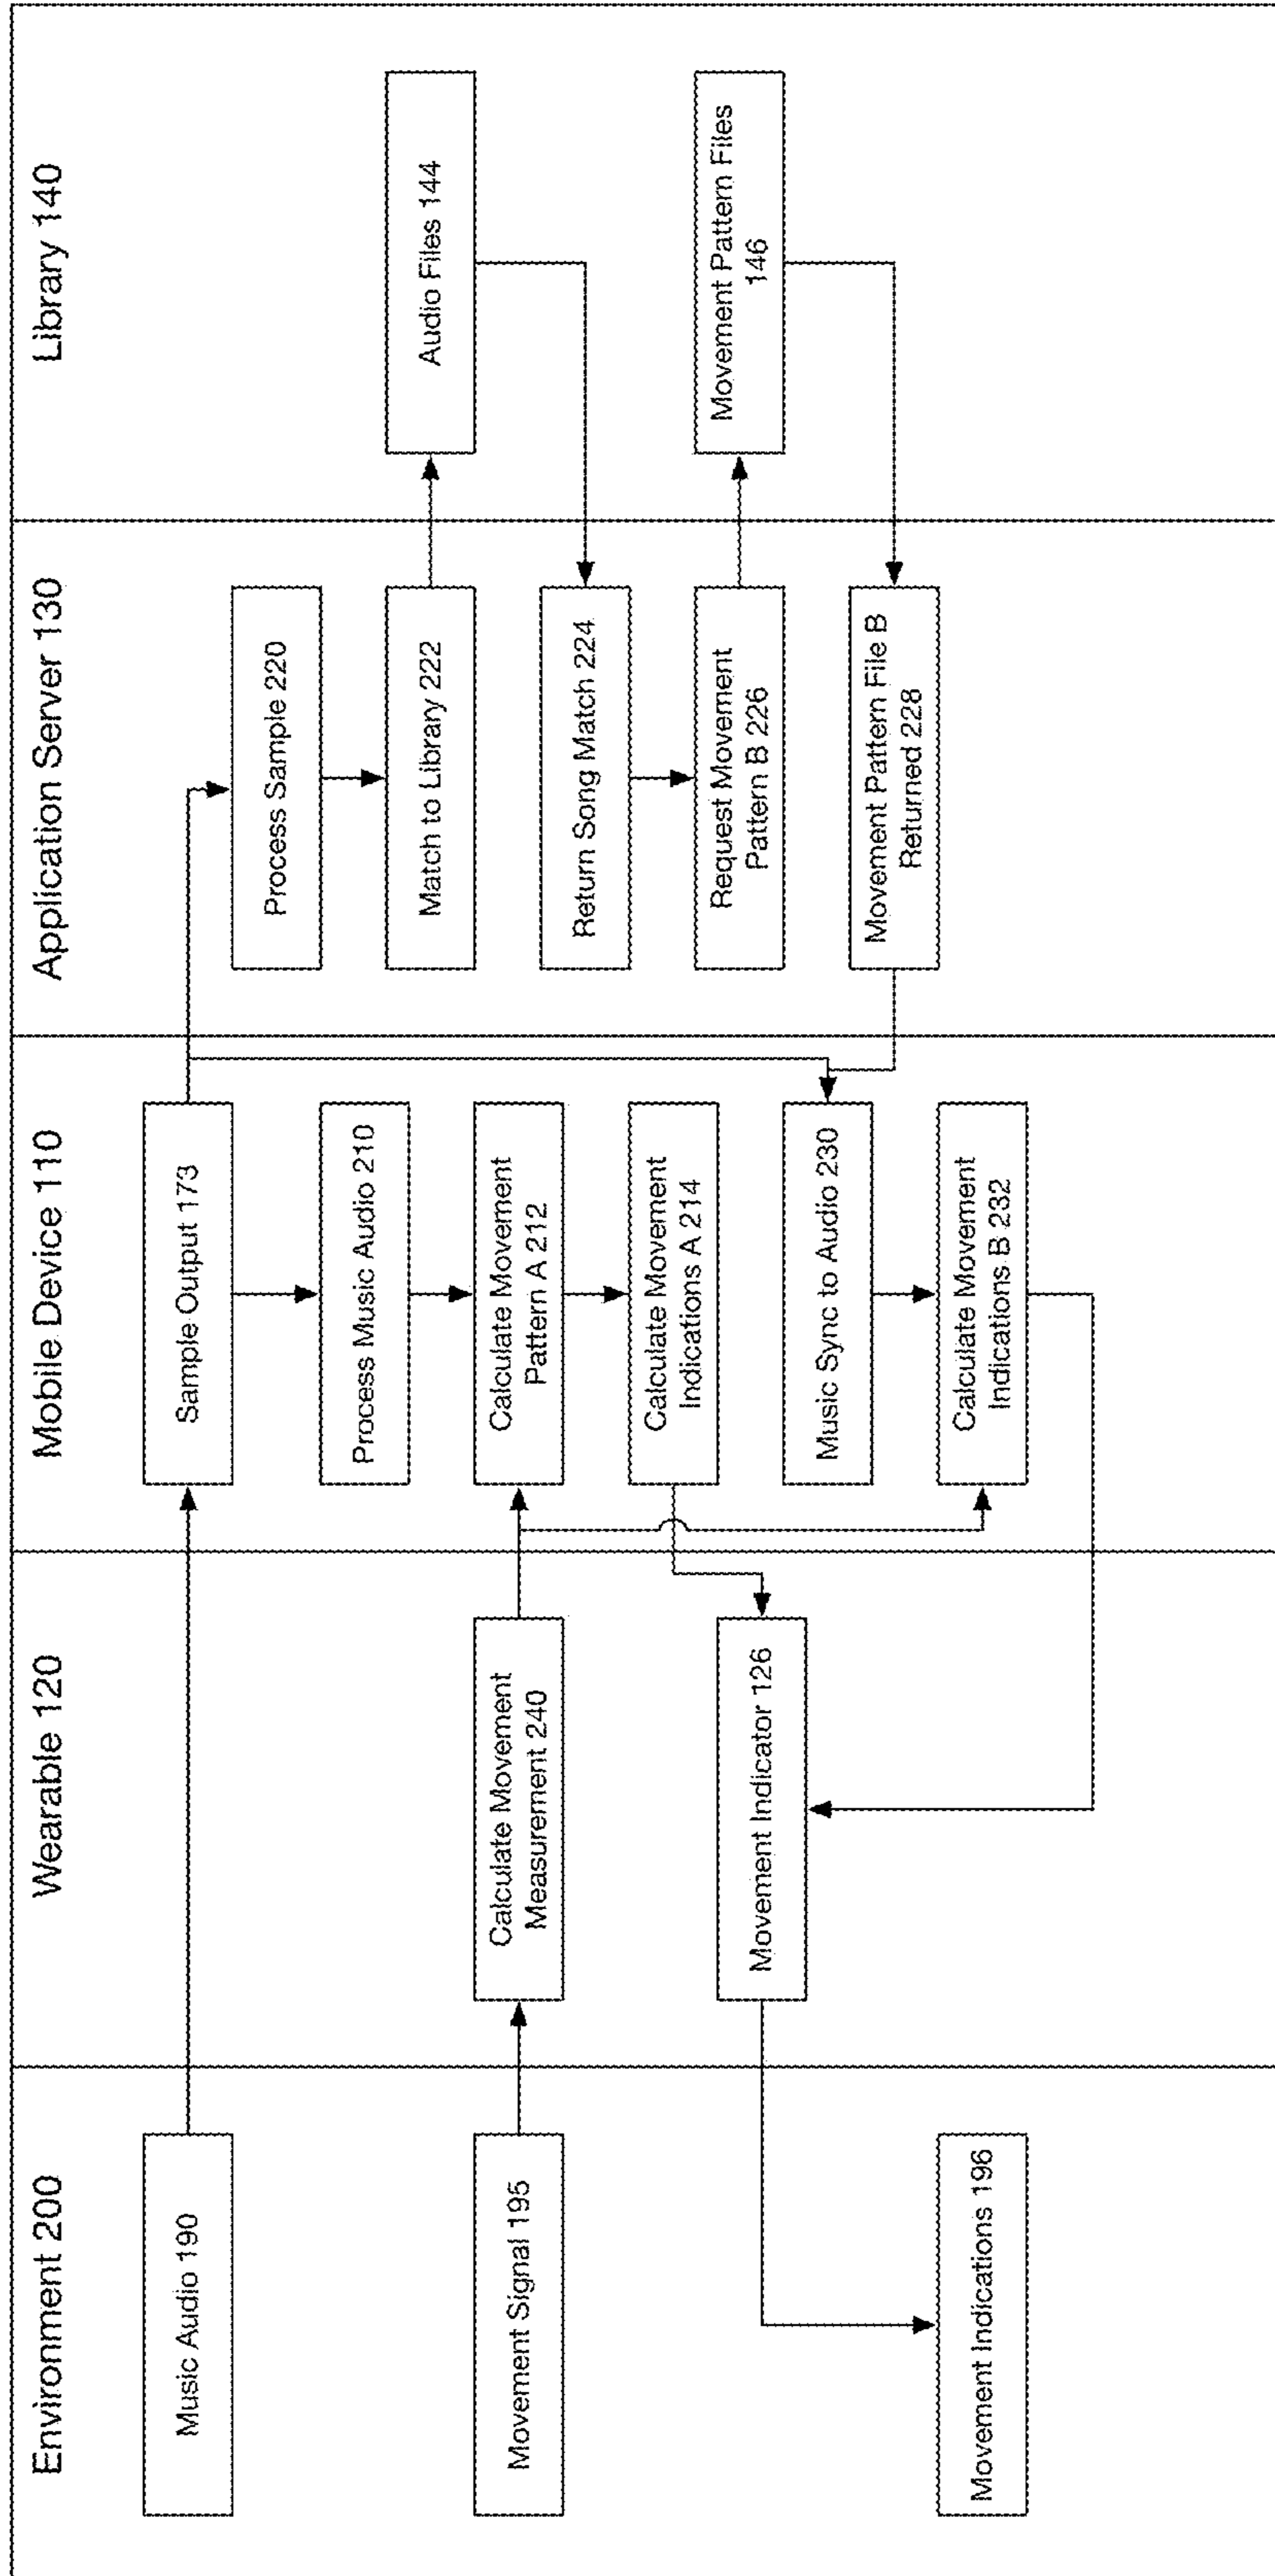 Environment 200
Music Audio 190
Movement Signal 195
Movement Indications 196
Wearable 120
Calculate Movement
Measurement 240
Movement Indicator 126
Mobile Device 110
Sample Output 173
Process Music Audio 210
Calculate Movement
Pattern A 212
Calculate Movement
Indications A 214
Music Sync to Audio 230
Calculate Movement
Indications B 232
Application Server 130
Process Sample 220
Match to Library 222
Return Song Match 224
Request Movement
Pattern B 226
Movement Pattern File B
Returned 228
Library 140
Audio Files 144
Movement Pattern Files
146